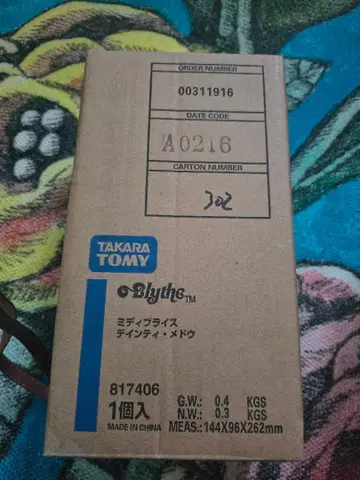 ORDER NUMBER
00311916
DATE CODE
A0216
CARTON NUMBER
302
TAKARA
TOMY
Blythe TM
ミディブライス
デインティ・メドウ
817406
1個入
MADE IN CHINA
G.W.: 0.4 KGS
N.W.: 0.3 KGS
MEAS.: 144X96X262mm